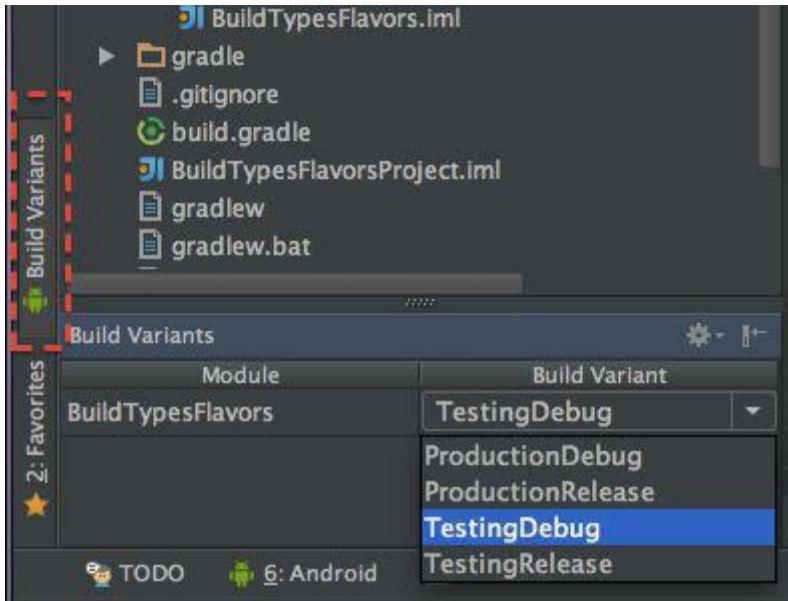 BuildTypesFlavors.iml
gradle
.gitignore
build.gradle
BuildTypesFlavorsProject.iml
gradlew
gradlew.bat
Build Variants
2: Favorites
Build Variants
Module Build Variant
BuildTypesFlavors TestingDebug
ProductionDebug
ProductionRelease
TestingDebug
TestingRelease
TODO 6: Android